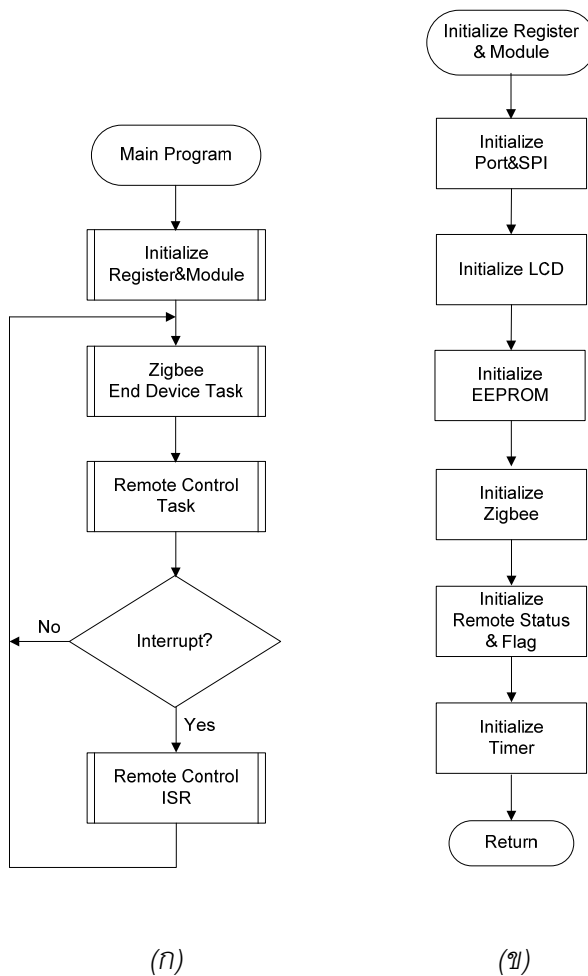 Main Program
Initialize
Register&Module
Zigbee
End Device Task
Remote Control
Task
Interrupt?
No
Yes
Remote Control
ISR
(ก)
Initialize Register
& Module
Initialize
Port&SPI
Initialize LCD
Initialize
EEPROM
Initialize
Zigbee
Initialize
Remote Status
& Flag
Initialize
Timer
Return
(ข)